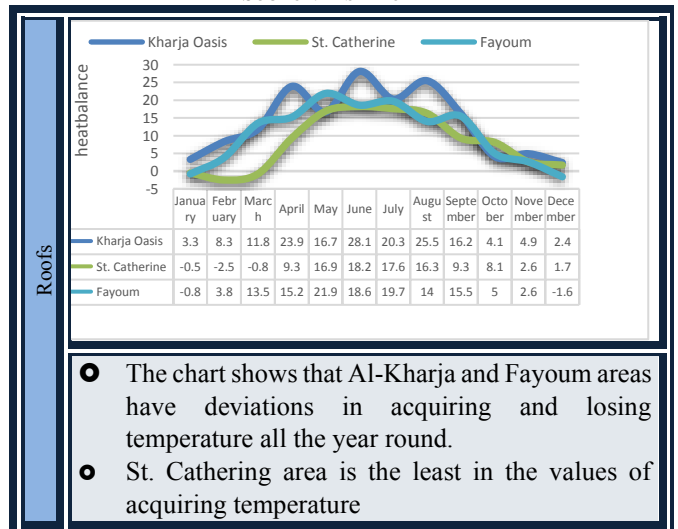 Kharja Oasis St. Catherine Fayoum
heatbalance
30
25
20
15
10
5
0
-5
Janua
ry
Febr
uary
Marc
h
April
May
June
July
Augu
st
Septe
mber
Octo
ber
Nove
mber
Dece
mber
Kharja Oasis 3.3 8.3 11.8 23.9 16.7 28.1 20.3 25.5 16.2 4.1 4.9 2.4
St. Catherine -0.5 -2.5 -0.8 9.3 16.9 18.2 17.6 16.3 9.3 8.1 2.6 1.7
Fayoum -0.8 3.8 13.5 15.2 21.9 18.6 19.7 14 15.5 5 2.6 -1.6
Roofs
The chart shows that Al-Kharja and Fayoum areas
have deviations in acquiring and losing
temperature all the year round.
St. Cathering area is the least in the values of
acquiring temperature